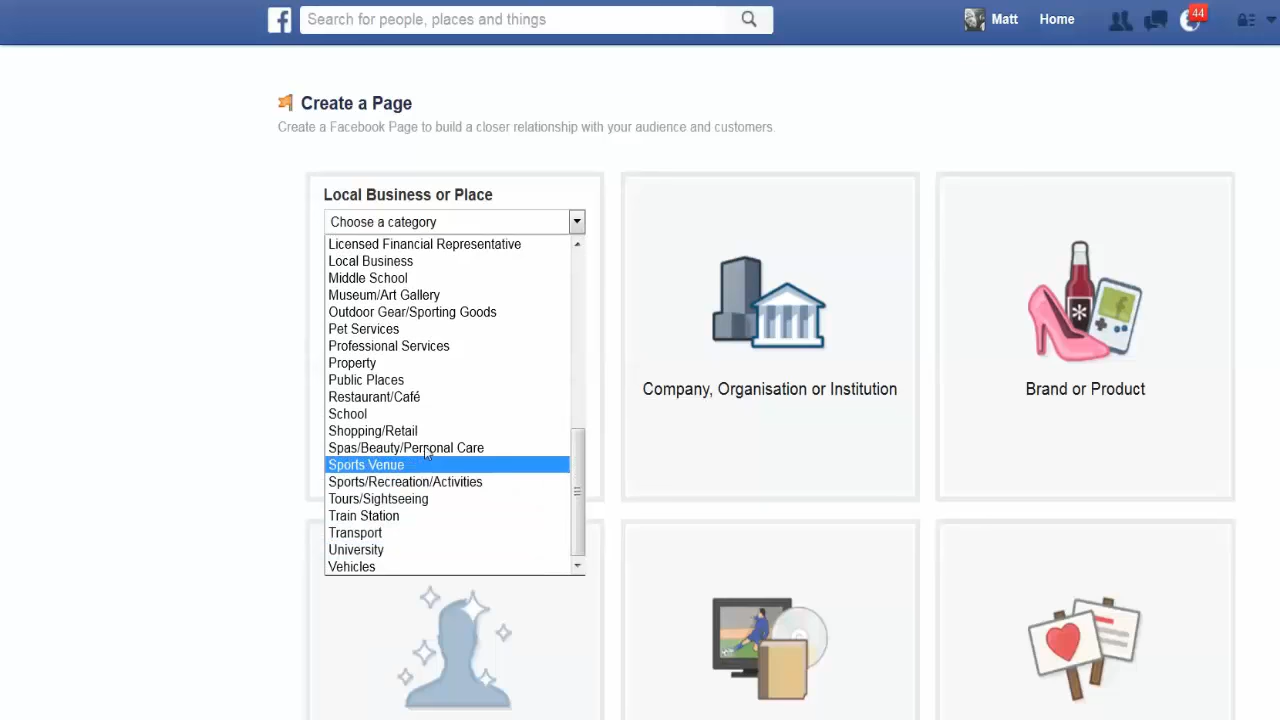 Search for people, places and things
Matt
Home
44
Create a Page
Create a Facebook Page to build a closer relationship with your audience and customers.
Local Business or Place
Choose a category
Licensed Financial Representative
Local Business
Middle School
Museum/Art Gallery
Outdoor Gear/Sporting Goods
Pet Services
Professional Services
Property
Public Places
Restaurant/Café
School
Shopping/Retail
Spas/Beauty/Personal Care
Sports Venue
Sports/Recreation/Activities
Tours/Sightseeing
Train Station
Transport
University
Vehicles
Company, Organisation or Institution
Brand or Product